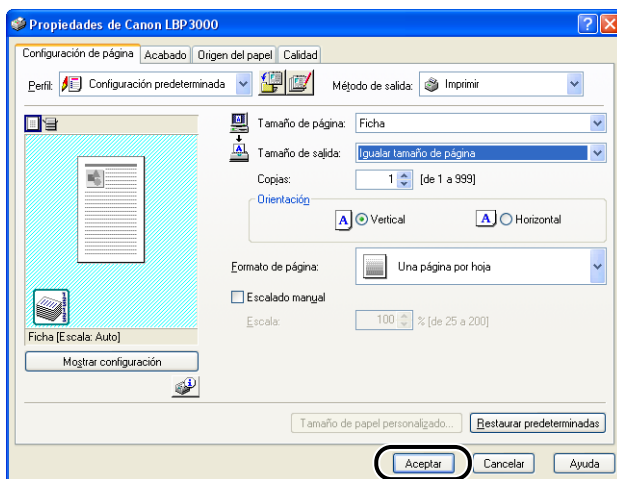 Propiedades de Canon LBP3000
Configuración de página Acabado Origen del papel Calidad
Perfil: Configuración predeterminada Método de salida: Imprimir
Tamaño de página: Ficha
Tamaño de salida: Igualar tamaño de página
Copias: 1 [de 1 a 999]
Orientación
A Vertical A Horizontal
Formato de página: Una página por hoja
Escalado manual
Escala: 100 % [de 25 a 200]
Ficha [Escala: Auto]
Mostrar configuración
Tamaño de papel personalizado... Restaurar predeterminadas
Aceptar Cancelar Ayuda